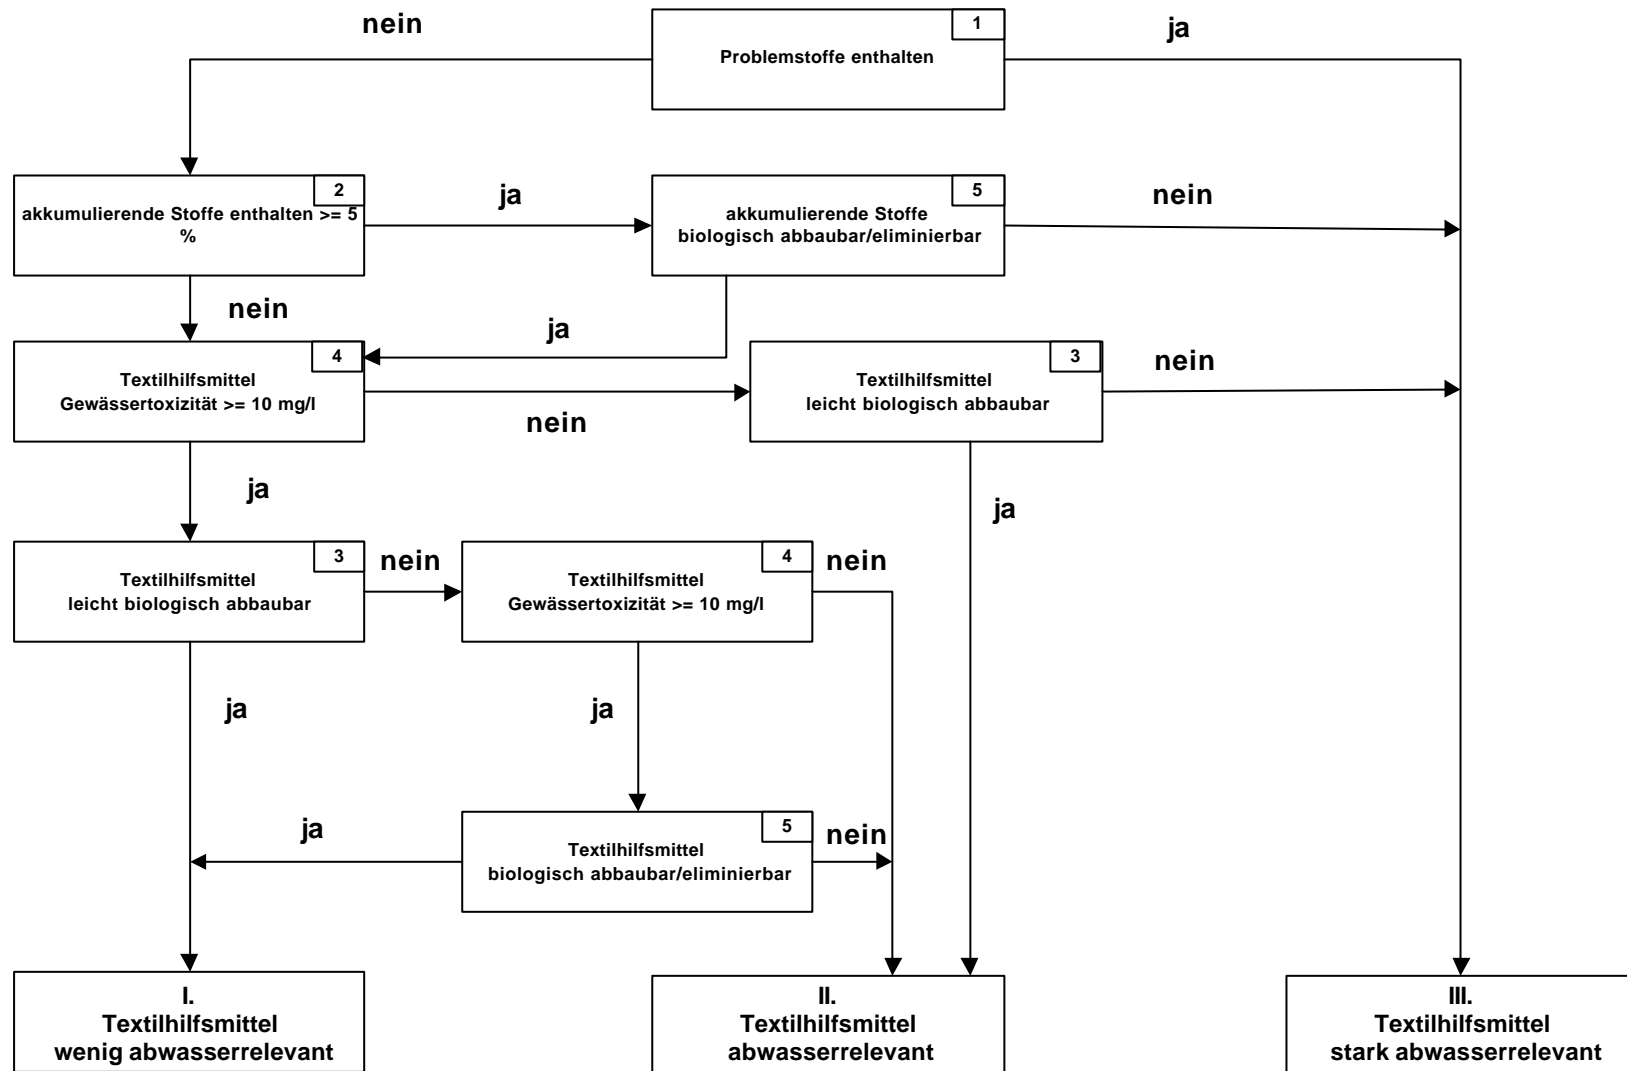 nein
1
ja
Problemstoffe enthalten
2
ja
5
nein
akkumulierende Stoffe enthalten >= 5
%
akkumulierende Stoffe
biologisch abbaubar/eliminierbar
nein
ja
4
3
nein
Textilhilfsmittel
Gewässertoxizität >= 10 mg/l
Textilhilfsmittel
leicht biologisch abbaubar
nein
ja
ja
3
nein
4
nein
Textilhilfsmittel
leicht biologisch abbaubar
Textilhilfsmittel
Gewässertoxizität >= 10 mg/l
ja
ja
ja
5
nein
Textilhilfsmittel
biologisch abbaubar/eliminierbar
I.
Textilhilfsmittel
wenig abwasserrelevant
II.
Textilhilfsmittel
abwasserrelevant
III.
Textilhilfsmittel
stark abwasserrelevant